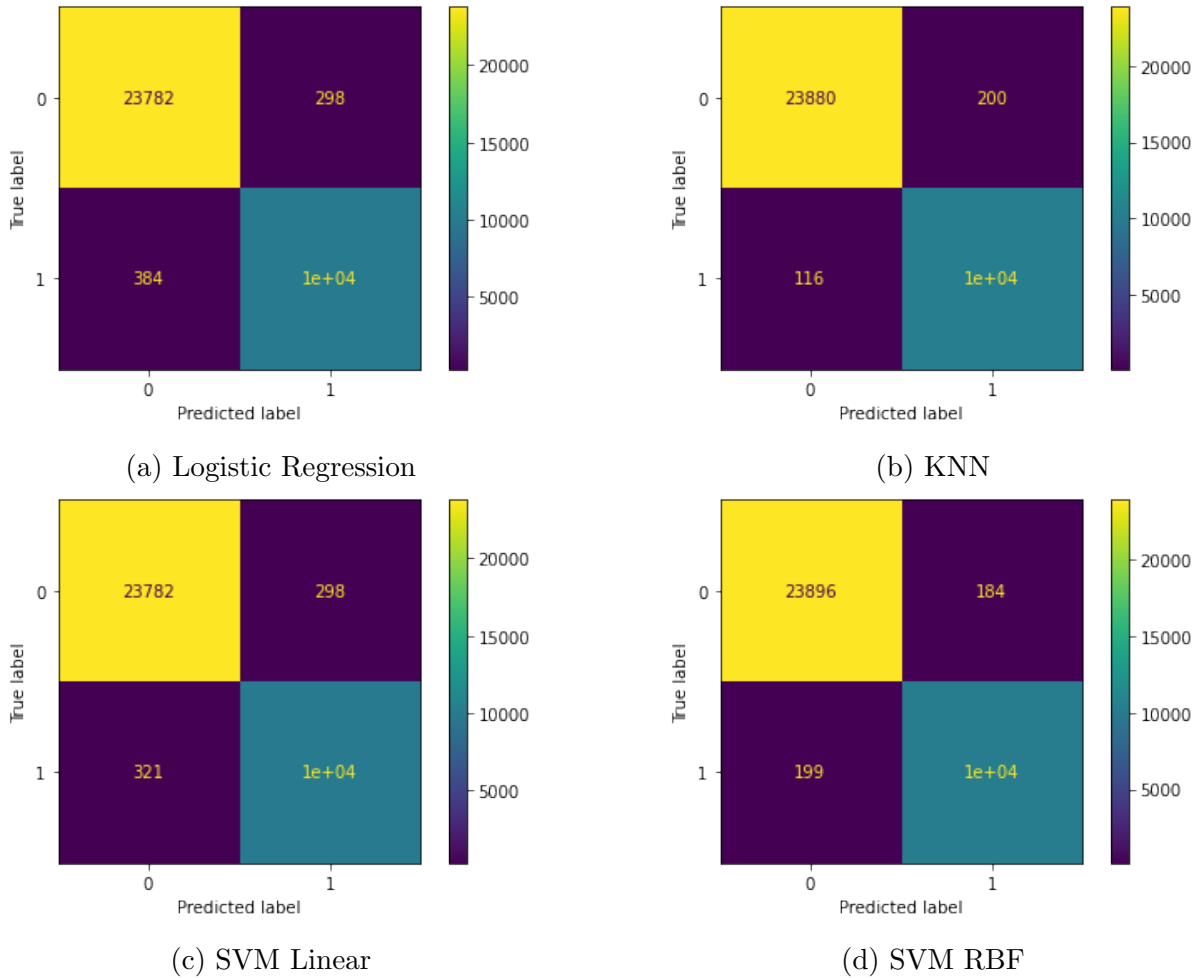 20000
0
23782
298
15000
True label
10000
1
384
1e+04
5000
0
1
Predicted label
(a) Logistic Regression
20000
0
23880
200
15000
True label
10000
1
116
1e+04
5000
0
1
Predicted label
(b) KNN
20000
0
23782
298
15000
True label
10000
1
321
1e+04
5000
0
1
Predicted label
(c) SVM Linear
20000
0
23896
184
15000
True label
10000
1
199
1e+04
5000
0
1
Predicted label
(d) SVM RBF